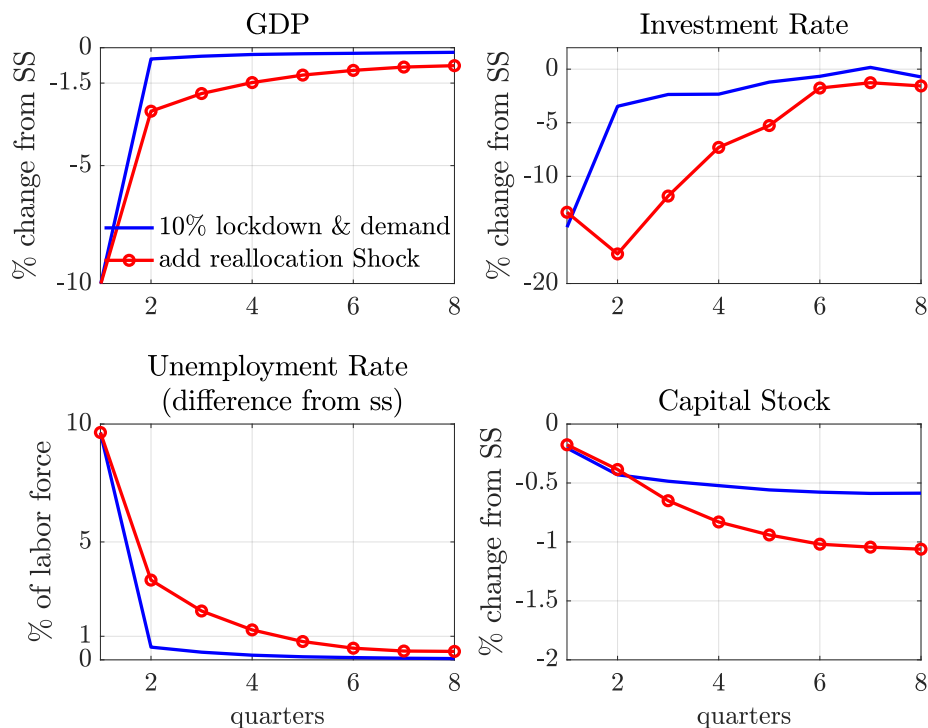 GDP
% change from SS
0
-1.5
-5
-10
10% lockdown & demand
add reallocation Shock
2
4
6
8
Investment Rate
% change from SS
0
-5
-10
-20
2
4
6
8
Unemployment Rate
(difference from ss)
% of labor force
10
5
1
0
2
4
6
8
quarters
Capital Stock
% change from SS
0
-0.5
-1
-1.5
-2
2
4
6
8
quarters